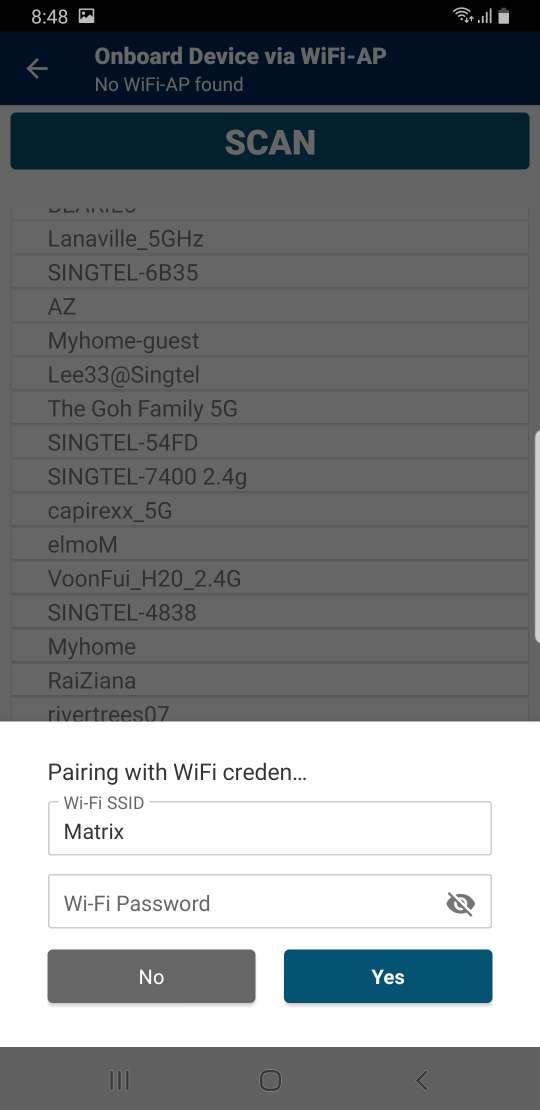 8:48
Onboard Device via WiFi-AP
No WiFi-AP found
SCAN
Lanaville_5GHz
SINGTEL-6B35
AZ
Myhome-guest
Lee33@Singtel
The Goh Family 5G
SINGTEL-54FD
SINGTEL-7400 2.4g
capirexx_5G
elmoM
VoonFui_H20_2.4G
SINGTEL-4838
Myhome
RaiZiana
rivertrees07
Pairing with WiFi creden...
Wi-Fi SSID
Matrix
Wi-Fi Password
No
Yes